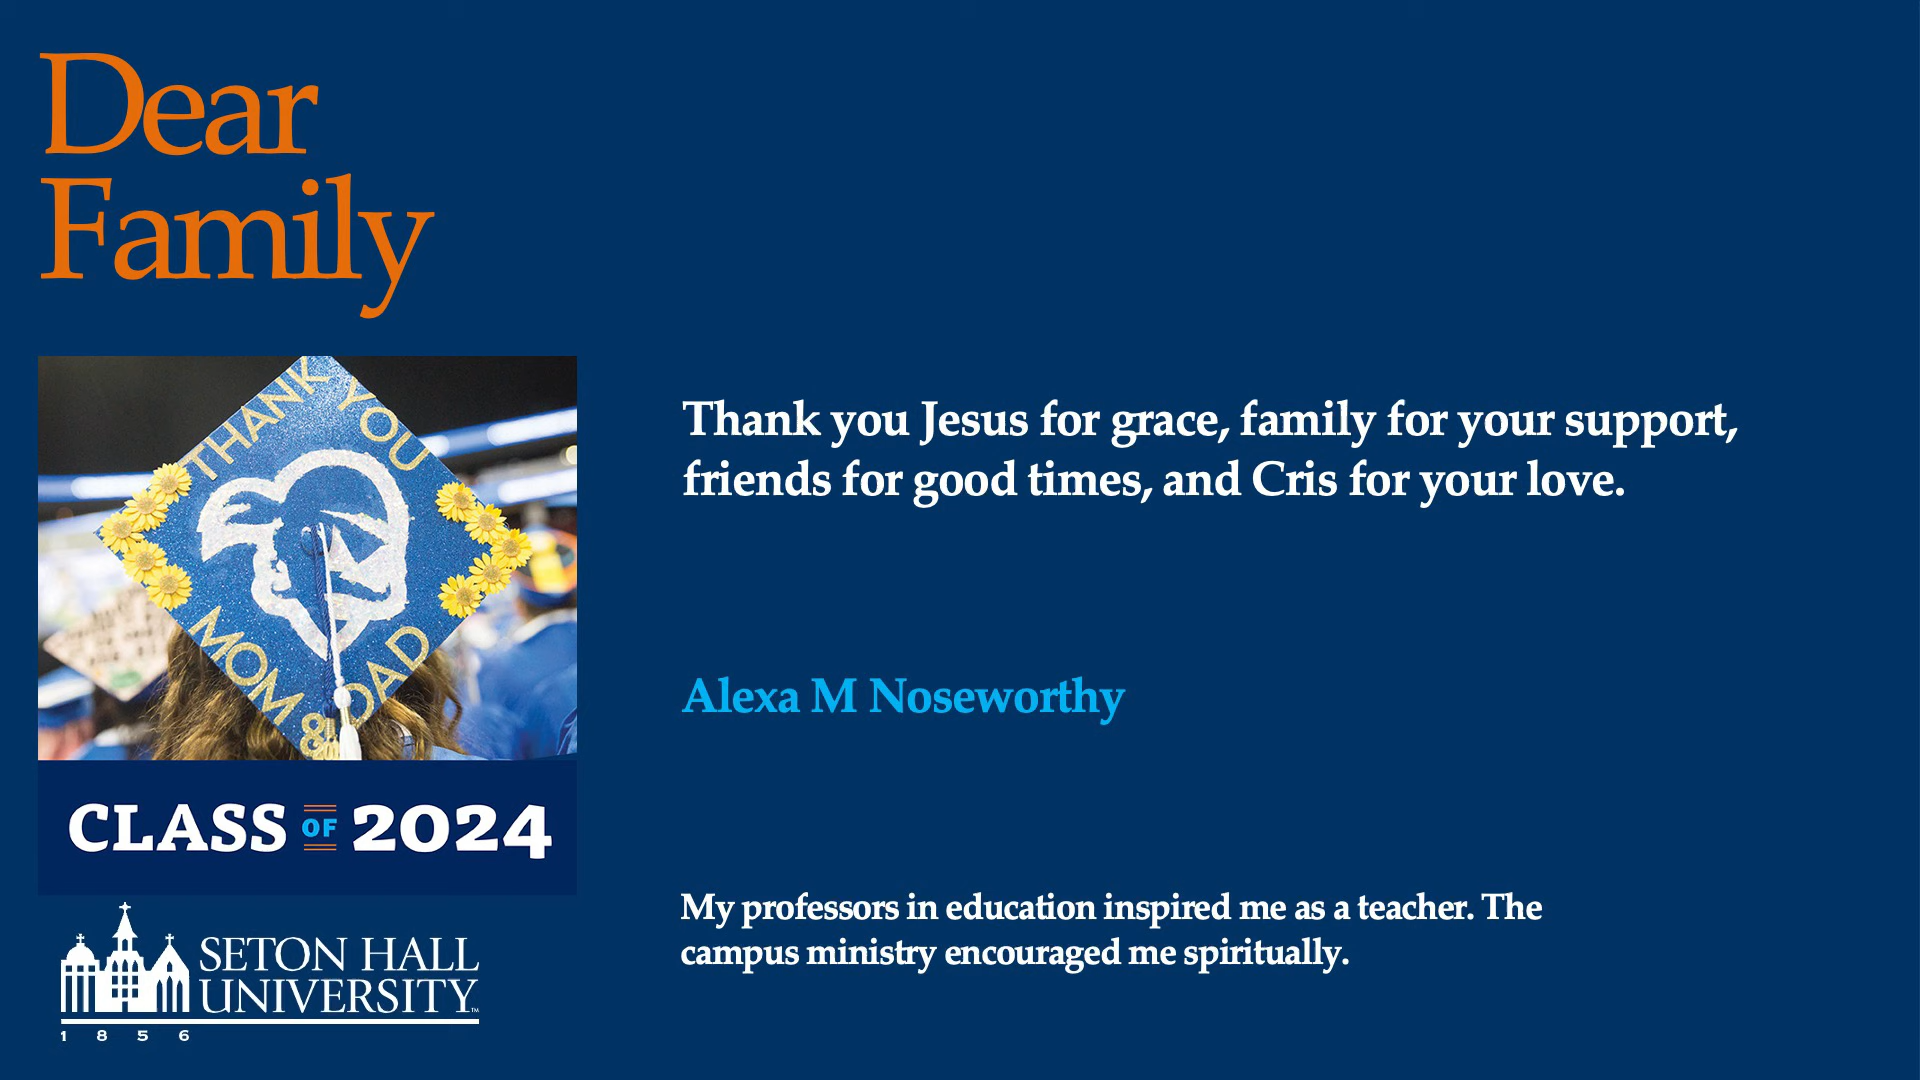 Dear
Family
THANK YOU
MOM & DAD
CLASS OF 2024
SETON HALL
UNIVERSITY™
1 8 5 6
Thank you Jesus for grace, family for your support,
friends for good times, and Cris for your love.
Alexa M Noseworthy
My professors in education inspired me as a teacher. The
campus ministry encouraged me spiritually.